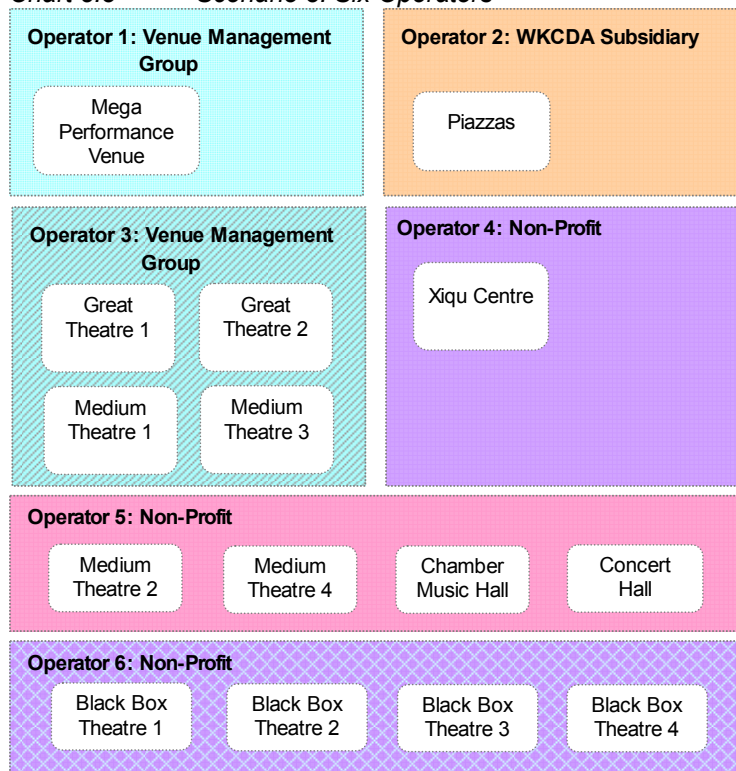 Operator 1: Venue Management
Group
Mega
Performance
Venue
Operator 2: WKCDA Subsidiary
Piazzas
Operator 3: Venue Management
Group
Great
Theatre 1
Great
Theatre 2
Medium
Theatre 1
Medium
Theatre 3
Operator 4: Non-Profit
Xiqu Centre
Operator 5: Non-Profit
Medium
Theatre 2
Medium
Theatre 4
Chamber
Music Hall
Concert
Hall
Operator 6: Non-Profit
Black Box
Theatre 1
Black Box
Theatre 2
Black Box
Theatre 3
Black Box
Theatre 4